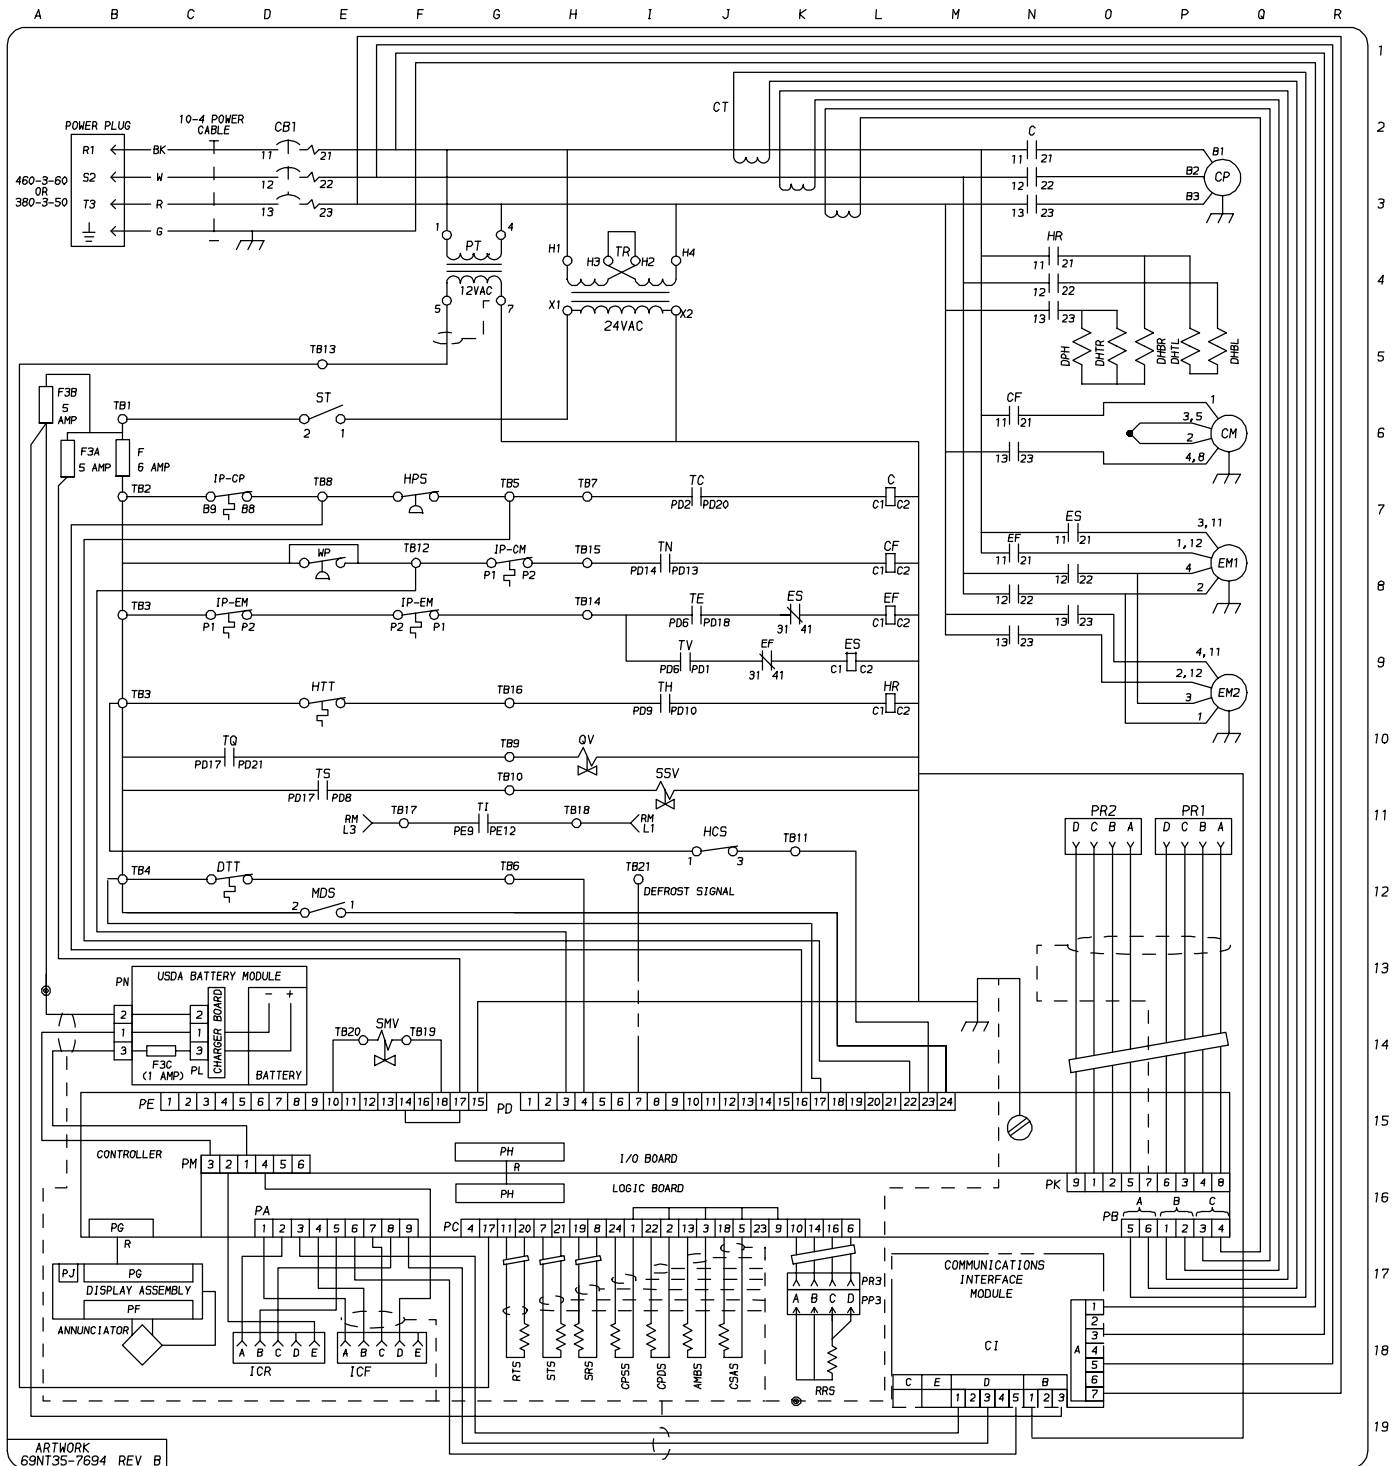 A B C D E F G H I J K L M N O P Q R
1
CT
2
POWER PLUG
10-4 POWER
CABLE
CB1
C
R1 BK 11 21 11 21 B1
S2 W 12 22 12 22 B2 CP
460-3-60
OR
380-3-50
T3 R 13 23 13 23 B3
3
G
1 PT 4
HR
H1 H3 TR H2 H4 11 21
12VAC 12 22
4
5 7 X1 X2 13 23
24VAC
DPH DHTR DHBR DHTL DHBL
5
TB13
F3B
5
AMP
TB1 ST CF 1
2 1 11 21 3,5
2 CM
6
F3A
5 AMP
F
6 AMP
13 23 4,8
TB2 IP-CP TB8 HPS TB5 TB7 TC C
B9 B8 PD2 PD20 C1 C2
7
ES 3,11
WP TB12 IP-CM TB15 TN CF EF 11 21 1,12
P1 P2 PD14 PD13 C1 C2 11 21 4 EM1
12 22 2
8
TB3 IP-EM IP-EM TB14 TE ES EF 12 22
P1 P2 P2 P1 PD6 PD18 31 41 C1 C2 13 23
TV EF ES 13 23 4,11
PD6 PD1 31 41 C1 C2 2,12
9
TB3 HTT TB16 TH HR 3 EM2
PD9 PD10 C1 C2 1
TQ TB9 QV
PD17 PD21
10
TS TB10 SSV
PD17 PD8
RM
L3
TB17 TI TB18 RM
L1
PE9 PE12
PR2 PR1
D C B A D C B A
11
HCS TB11
1 3
TB4 DTT TB6 TB21
DEFROST SIGNAL
12
MDS
2 1
13
PN USDA BATTERY MODULE
- +
2 2
1 1
3 3
CHARGER BOARD
F3C
(1 AMP)
PL
BATTERY
TB20 SMV TB19
14
PE 1 2 3 4 5 6 7 8 9 10 11 12 13 14 16 18 17 15
PD 1 2 3 4 5 6 7 8 9 10 11 12 13 14 15 16 17 18 19 20 21 22 23 24
15
CONTROLLER
PM 3 2 1 4 5 6
PH
R
PH
I/O BOARD
LOGIC BOARD
PK 9 1 2 5 7 6 3 4 8
16
A B C
PB 5 6 1 2 3 4
PA
1 2 3 4 5 6 7 8 9
PC 4 17 11 20 7 21 19 8 24 1 22 2 13 3 18 5 23 9 10 14 16 6
PG
R
PJ PG
DISPLAY ASSEMBLY
PF
ANNUNCIATOR
COMMUNICATIONS
INTERFACE
MODULE
17
PR3
A B C D PP3
A B C D E
ICR
A B C D E
ICF
RTS STS SRS CPSS CPDS AMBS CSAS
RRS
CI
A
1
2
3
4
5
6
7
18
C E D B
1 2 3 4 5 1 2 3
19
ARTWORK
69NT35-7694 REV B